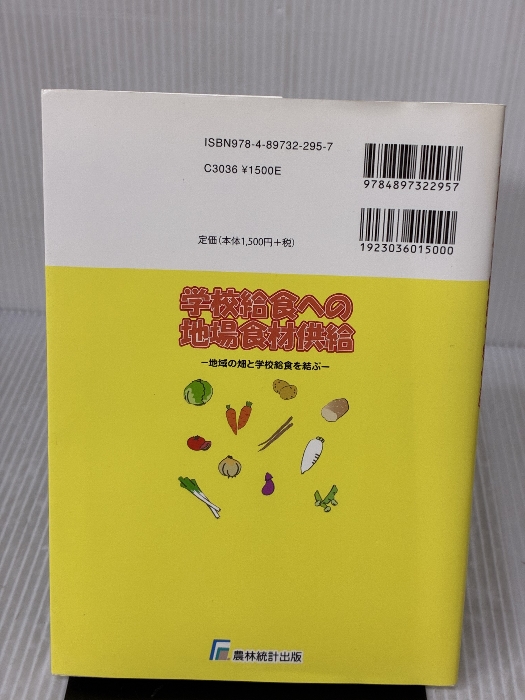 ISBN978-4-89732-295-7
C3036 ¥1500E
9784897322957
定価(本体1,500円+税)
1923036015000
学校給食への
地場食材供給
−地域の畑と学校給食を結ぶ−
農林統計出版